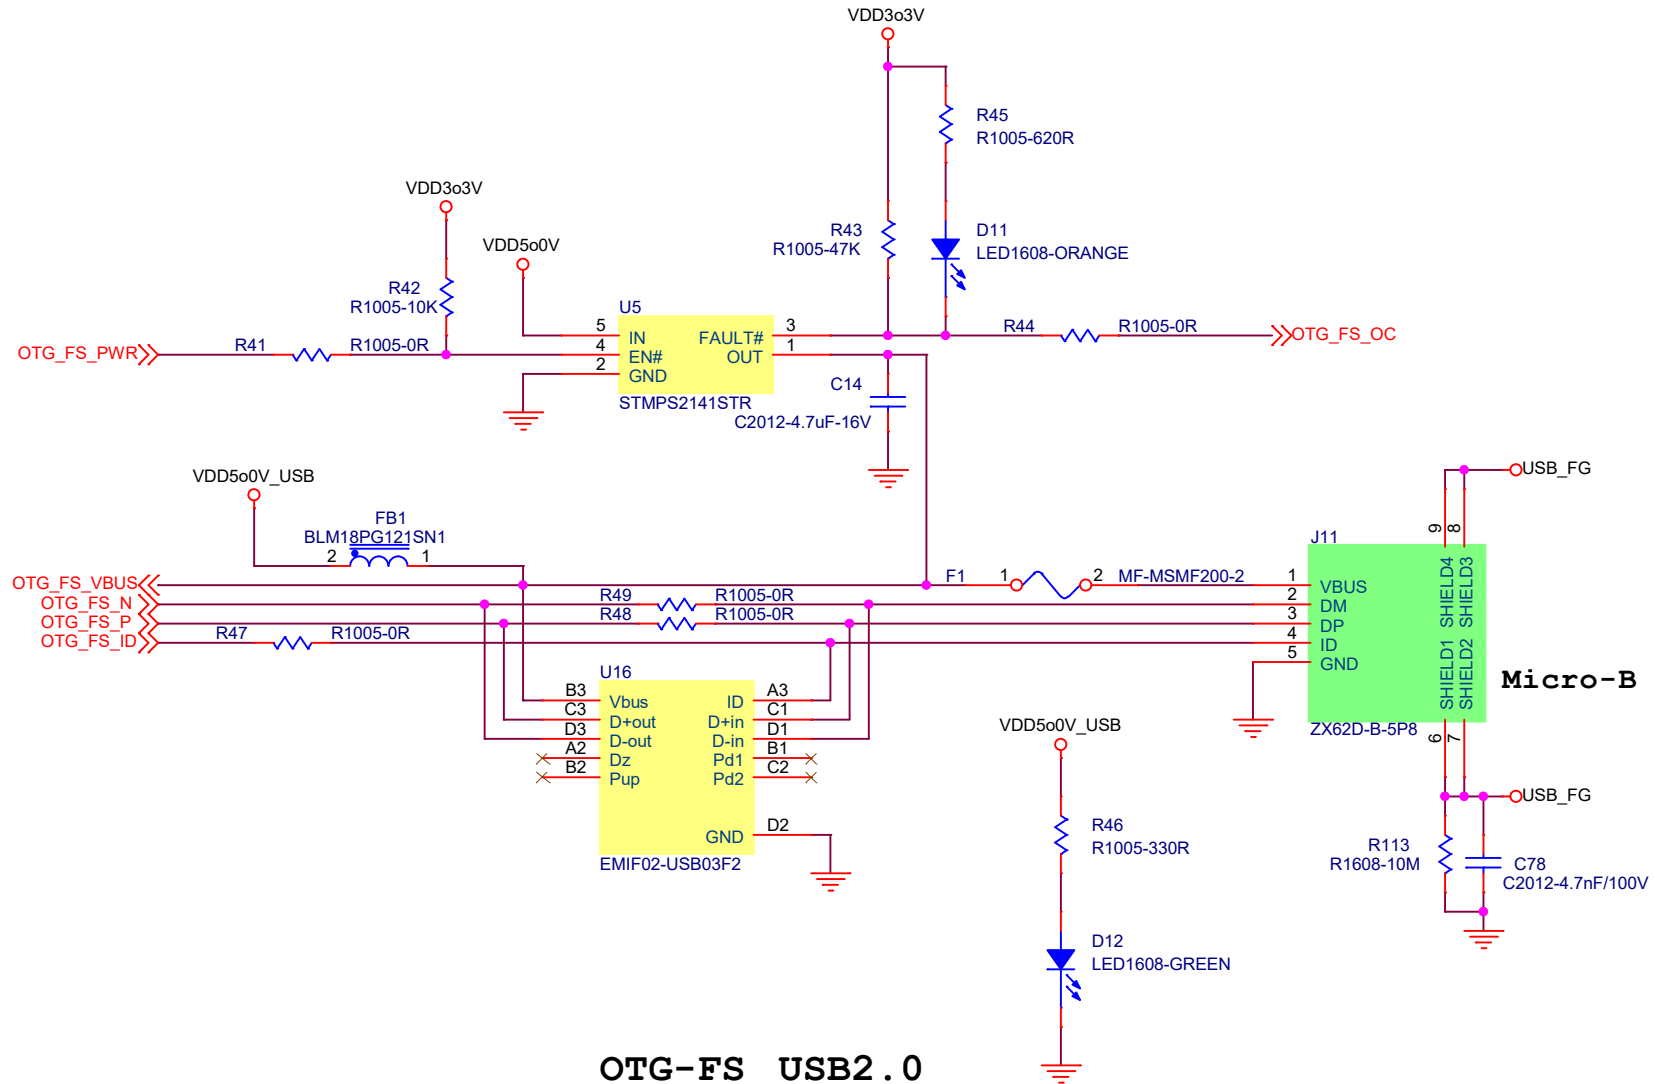 VDD3o3V
R45
R1005-620R
VDD3o3V
R43
R1005-47K
D11
LED1608-ORANGE
VDD5o0V
R42
R1005-10K
U5
5
4
2
IN
EN#
GND
FAULT#
OUT
3
1
STMPS2141STR
OTG_FS_PWR
R41
R1005-0R
R44
R1005-0R
OTG_FS_OC
C14
C2012-4.7uF-16V
VDD5o0V_USB
FB1
BLM18PG121SN1
2
1
USB_FG
9
8
J11
OTG_FS_VBUS
OTG_FS_N
OTG_FS_P
OTG_FS_ID
F1
1
2
MF-MSMF200-2
R49
R1005-0R
R48
R1005-0R
R47
R1005-0R
1
2
3
4
5
VBUS
DM
DP
ID
GND
SHIELD4
SHIELD3
SHIELD1
SHIELD2
Micro-B
ZX62D-B-5P8
6
7
U16
B3
C3
D3
A2
B2
Vbus
D+out
D-out
Dz
Pup
ID
D+in
D-in
Pd1
Pd2
GND
A3
C1
D1
B1
C2
D2
EMIF02-USB03F2
VDD5o0V_USB
R46
R1005-330R
D12
LED1608-GREEN
USB_FG
R113
R1608-10M
C78
C2012-4.7nF/100V
OTG-FS USB2.0